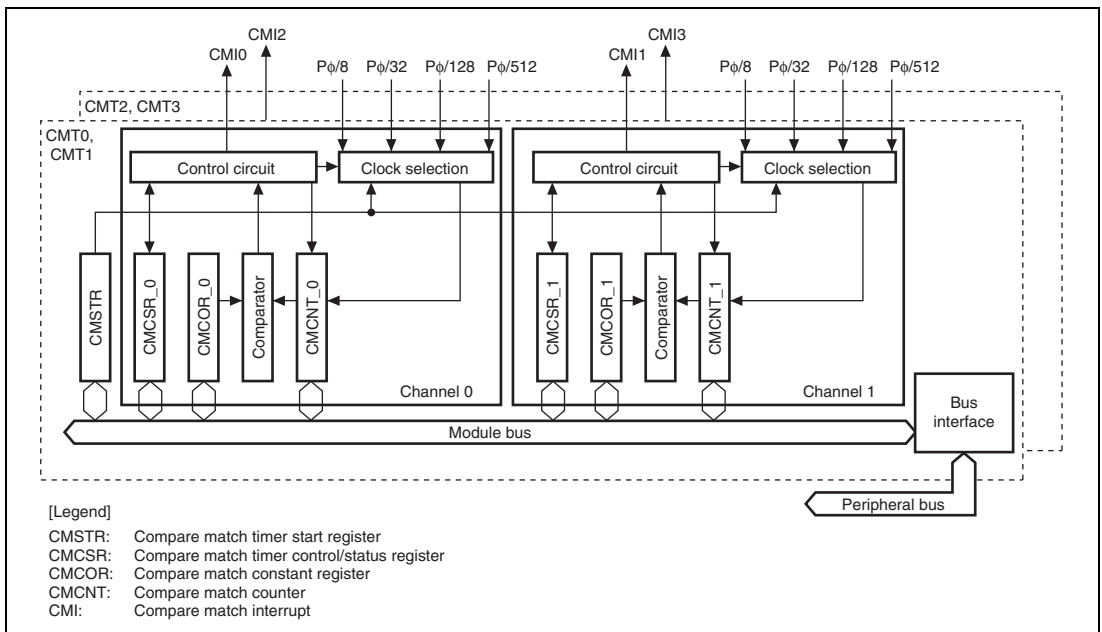 CMI2
CMI0
CMI3
CMI1
Pφ/8 Pφ/32 Pφ/128 Pφ/512
Pφ/8 Pφ/32 Pφ/128 Pφ/512
CMT2, CMT3
CMT0,
CMT1
Control circuit
Clock selection
Control circuit
Clock selection
CMSTR
CMCSR_0
CMCOR_0
Comparator
CMCNT_0
CMCSR_1
CMCOR_1
Comparator
CMCNT_1
Channel 0
Channel 1
Module bus
Bus
interface
Peripheral bus
[Legend]
CMSTR: Compare match timer start register
CMCSR: Compare match timer control/status register
CMCOR: Compare match constant register
CMCNT: Compare match counter
CMI: Compare match interrupt